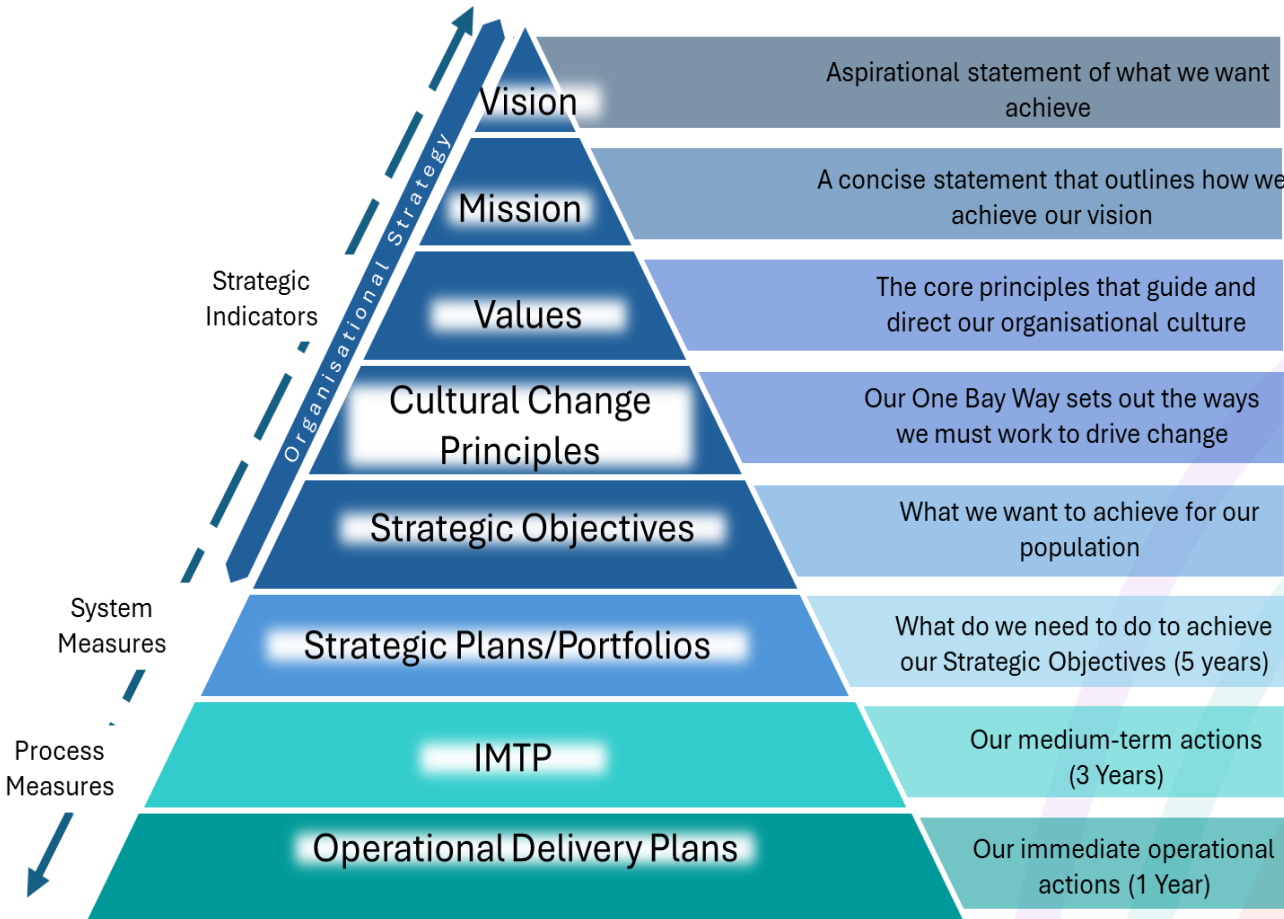 Vision
Aspirational statement of what we want
achieve
Mission
A concise statement that outlines how we
achieve our vision
Organisational Strategy
Strategic
Indicators
Values
The core principles that guide and
direct our organisational culture
Cultural Change
Principles
Our One Bay Way sets out the ways
we must work to drive change
Strategic Objectives
What we want to achieve for our
population
System
Measures
Strategic Plans/Portfolios
What do we need to do to achieve
our Strategic Objectives (5 years)
Process
Measures
IMTP
Our medium-term actions
(3 Years)
Operational Delivery Plans
Our immediate operational
actions (1 Year)